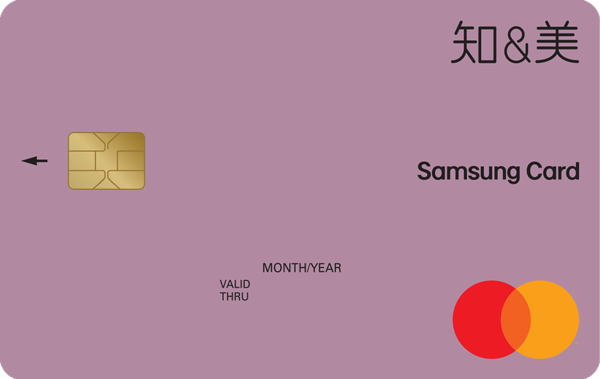 知&美
Samsung Card
MONTH/YEAR
VALID
THRU